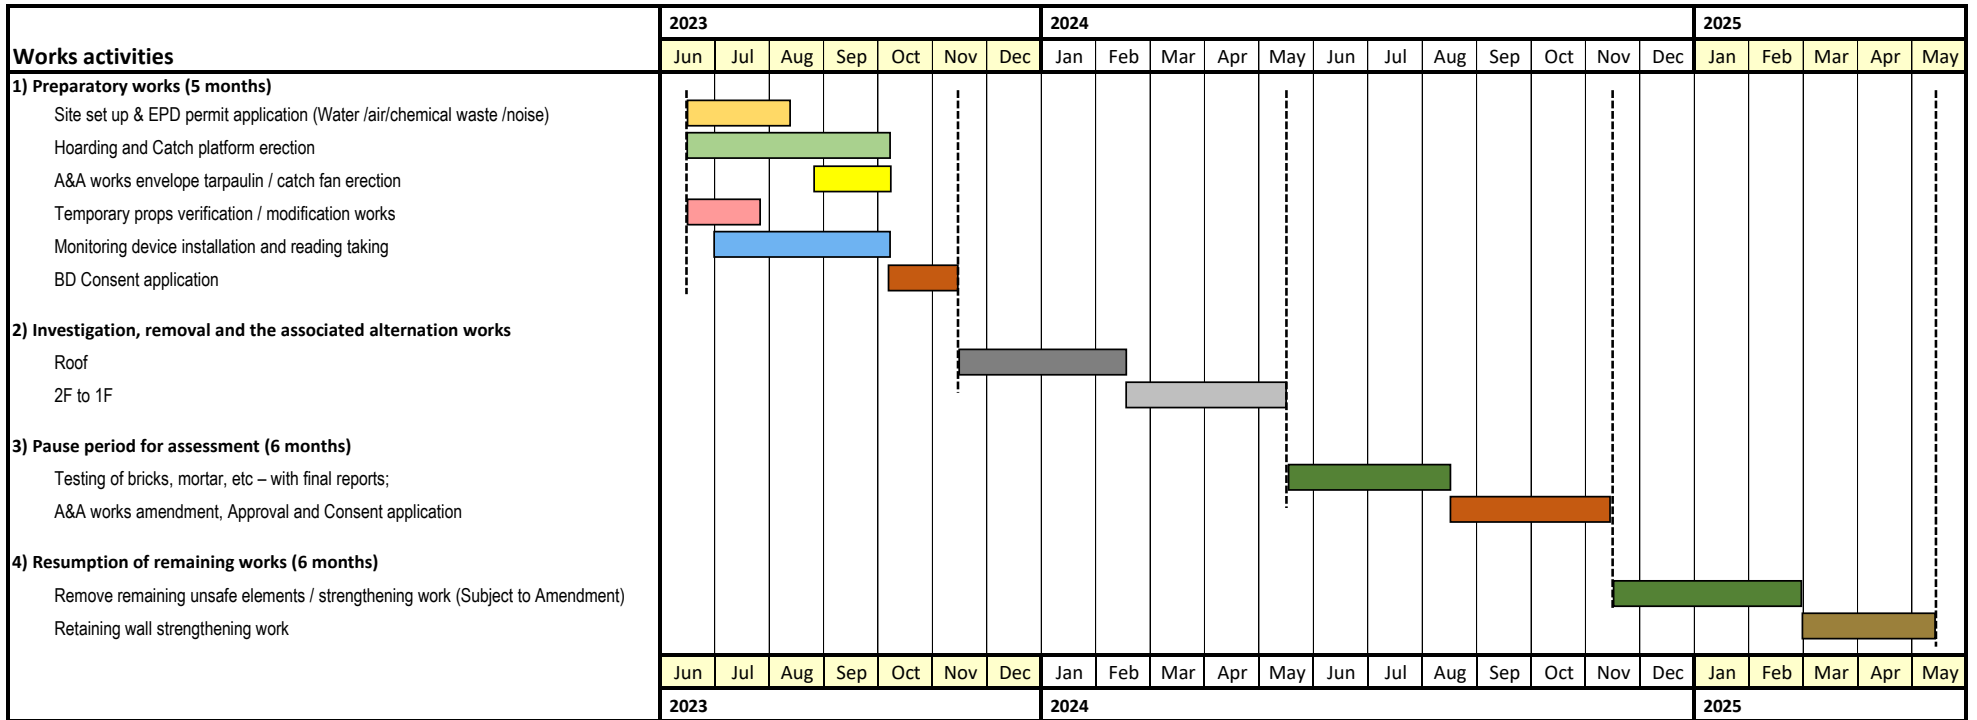 2023 2024 2025
Works activities Jun Jul Aug Sep Oct Nov Dec Jan Feb Mar Apr May Jun Jul Aug Sep Oct Nov Dec Jan Feb Mar Apr May
1) Preparatory works (5 months)
Site set up & EPD permit application (Water /air/chemical waste /noise)
Hoarding and Catch platform erection
A&A works envelope tarpaulin / catch fan erection
Temporary props verification / modification works
Monitoring device installation and reading taking
BD Consent application
2) Investigation, removal and the associated alternation works
Roof
2F to 1F
3) Pause period for assessment (6 months)
Testing of bricks, mortar, etc – with final reports;
A&A works amendment, Approval and Consent application
4) Resumption of remaining works (6 months)
Remove remaining unsafe elements / strengthening work (Subject to Amendment)
Retaining wall strengthening work
Jun Jul Aug Sep Oct Nov Dec Jan Feb Mar Apr May Jun Jul Aug Sep Oct Nov Dec Jan Feb Mar Apr May
2023 2024 2025